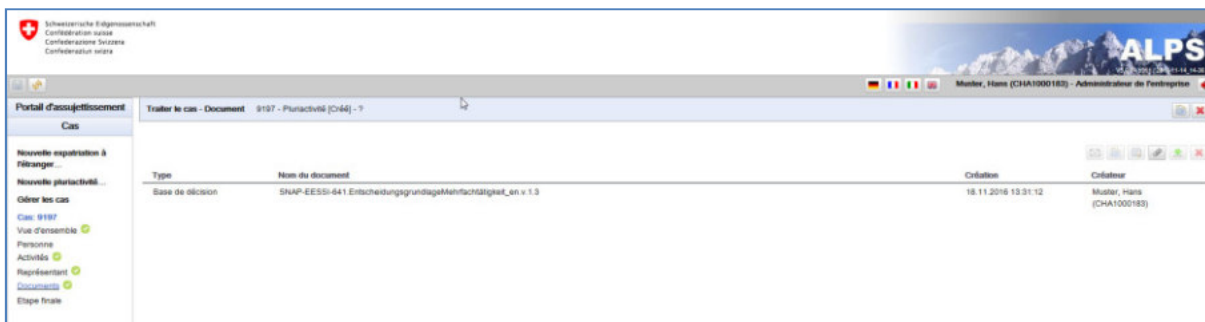 Schweizerische Eidgenossenschaft
Confédération suisse
Confederazione Svizzera
Confederaziun svizra
ALPS
Muster, Hans (CHA1000183) - Administrateur de l'entreprise
Portail d'assujettissement
Cas
Traiter le cas - Document 9197 - Pluriactivité [Créé] - ?
Nouvelle expatriation à
l'étranger...
Nouvelle pluriactivité...
Gérer les cas
Cas: 9197
Vue d'ensemble
Personne
Activités
Représentant
Documents
Etape finale
Type Nom du document Création Créateur
Base de décision SNAP-EESSI-641.EntscheidungsgrundlageMehrfachtätigkeit_en.v.1.3 18.11.2016 13:31:12 Muster, Hans
(CHA1000183)